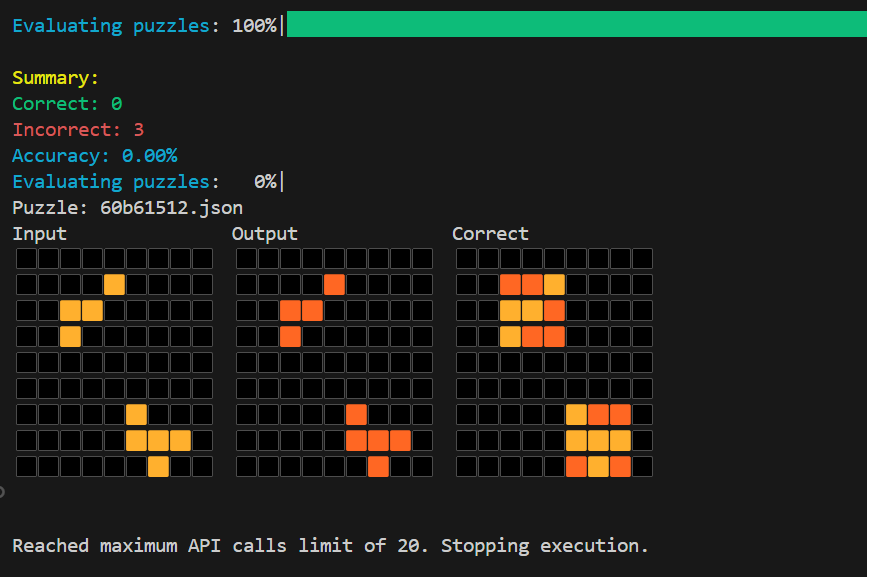 Evaluating puzzles: 100%|
Summary:
Correct: 0
Incorrect: 3
Accuracy: 0.00%
Evaluating puzzles:   0%|
Puzzle: 60b61512.json
Input Output Correct
Reached maximum API calls limit of 20. Stopping execution.